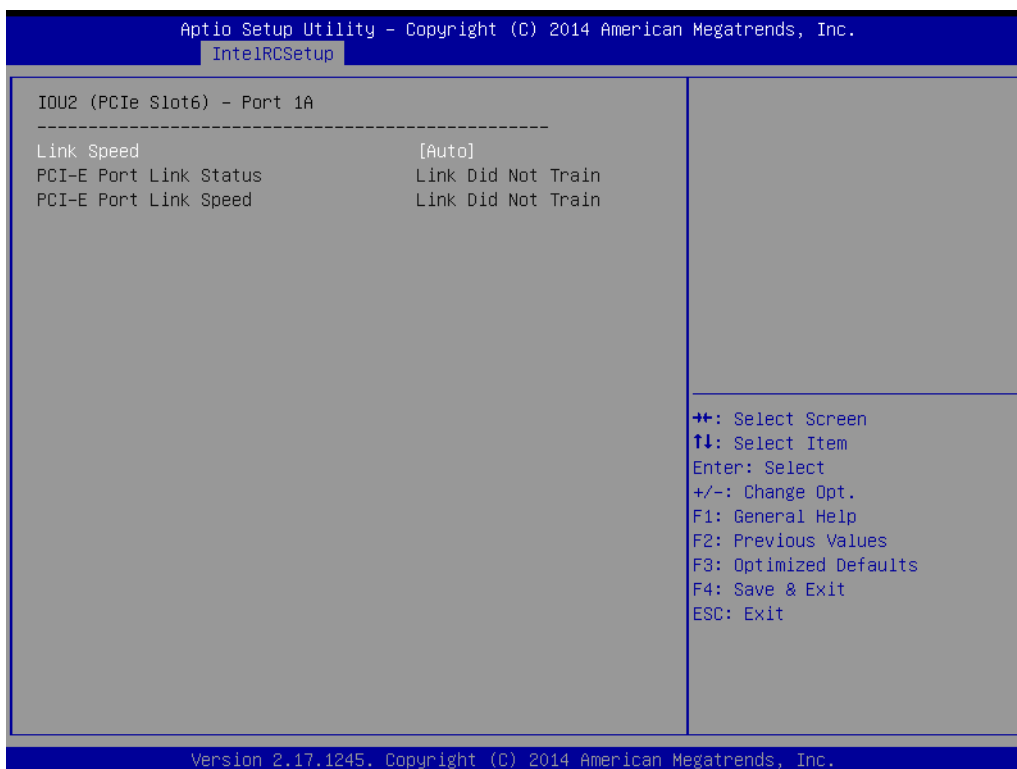 Aptio Setup Utility – Copyright (C) 2014 American Megatrends, Inc.
IntelRCSetup
IOU2 (PCIe Slot6) – Port 1A
--------------------------------------------------
Link Speed [Auto]
PCI-E Port Link Status Link Did Not Train
PCI-E Port Link Speed Link Did Not Train
→←: Select Screen
↑↓: Select Item
Enter: Select
+/-: Change Opt.
F1: General Help
F2: Previous Values
F3: Optimized Defaults
F4: Save & Exit
ESC: Exit
Version 2.17.1245. Copyright (C) 2014 American Megatrends, Inc.